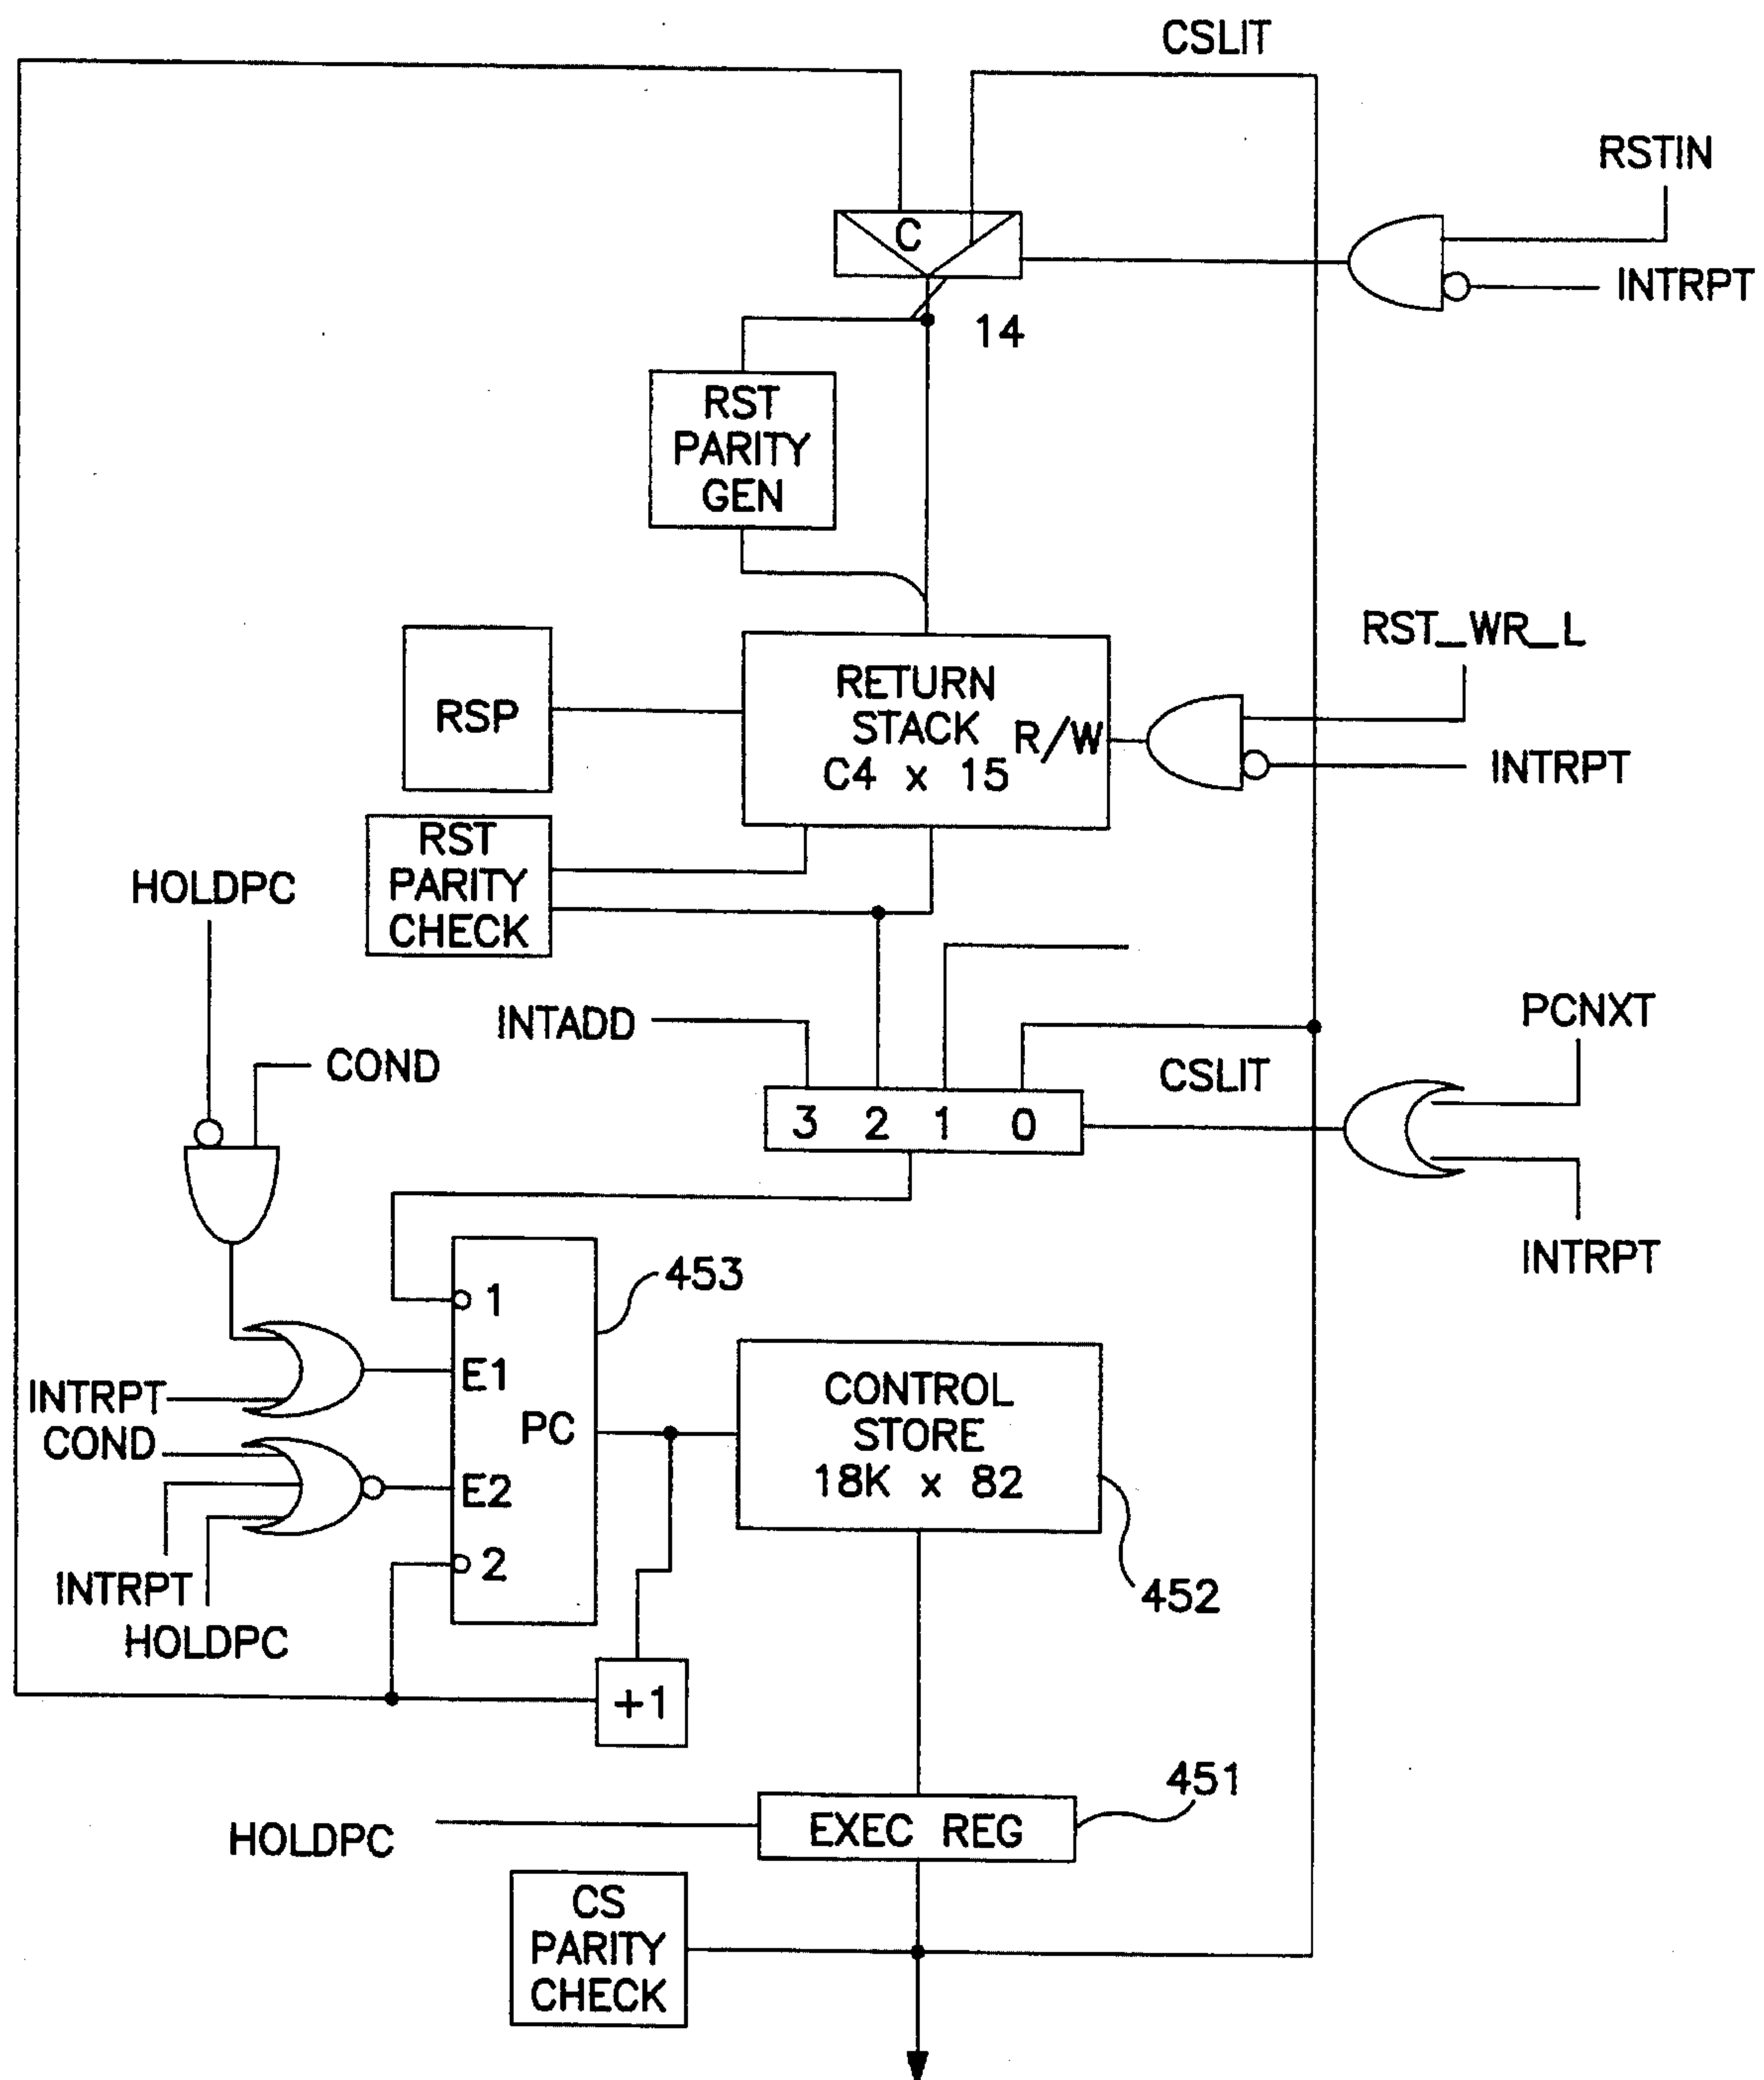 CSLIT
RSTIN
C
INTRPT
14
RST
PARITY
GEN
RST_WR_L
RETURN
STACK
C4 x 15
R/W
RSP
INTRPT
RST
PARITY
CHECK
HOLDPC
INTADD
PCNXT
COND
CSLIT
3 2 1 0
INTRPT
453
1
E1
INTRPT
COND
PC
E2
2
CONTROL
STORE
18K x 82
INTRPT
HOLDPC
452
+1
451
HOLDPC
EXEC REG
CS
PARITY
CHECK